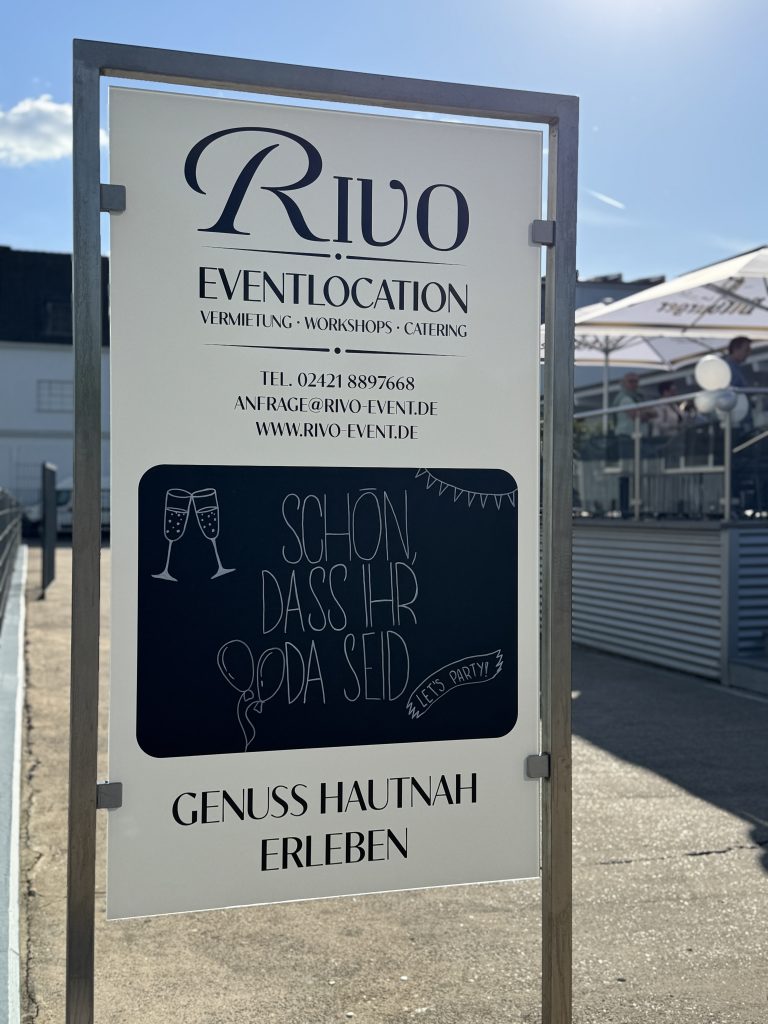 RIVO
EVENTLOCATION
VERMIETUNG · WORKSHOPS · CATERING
TEL. 02421 8897668
ANFRAGE@RIVO-EVENT.DE
WWW.RIVO-EVENT.DE
SCHÖN,
DASS IHR
DA SEID
LET'S PARTY!
GENUSS HAUTNAH
ERLEBEN